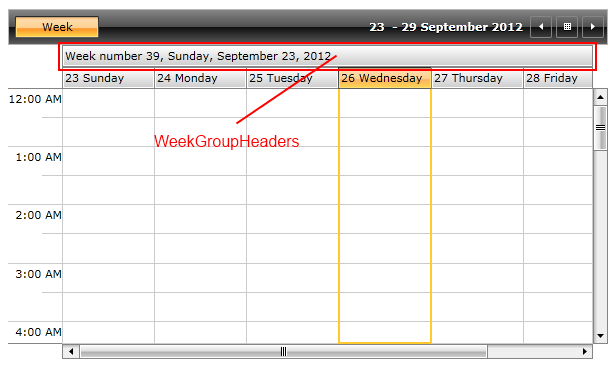 Week 23 - 29 September 2012
Week number 39, Sunday, September 23, 2012
23 Sunday 24 Monday 25 Tuesday 26 Wednesday 27 Thursday 28 Friday
12:00 AM
WeekGroupHeaders
1:00 AM
2:00 AM
3:00 AM
4:00 AM